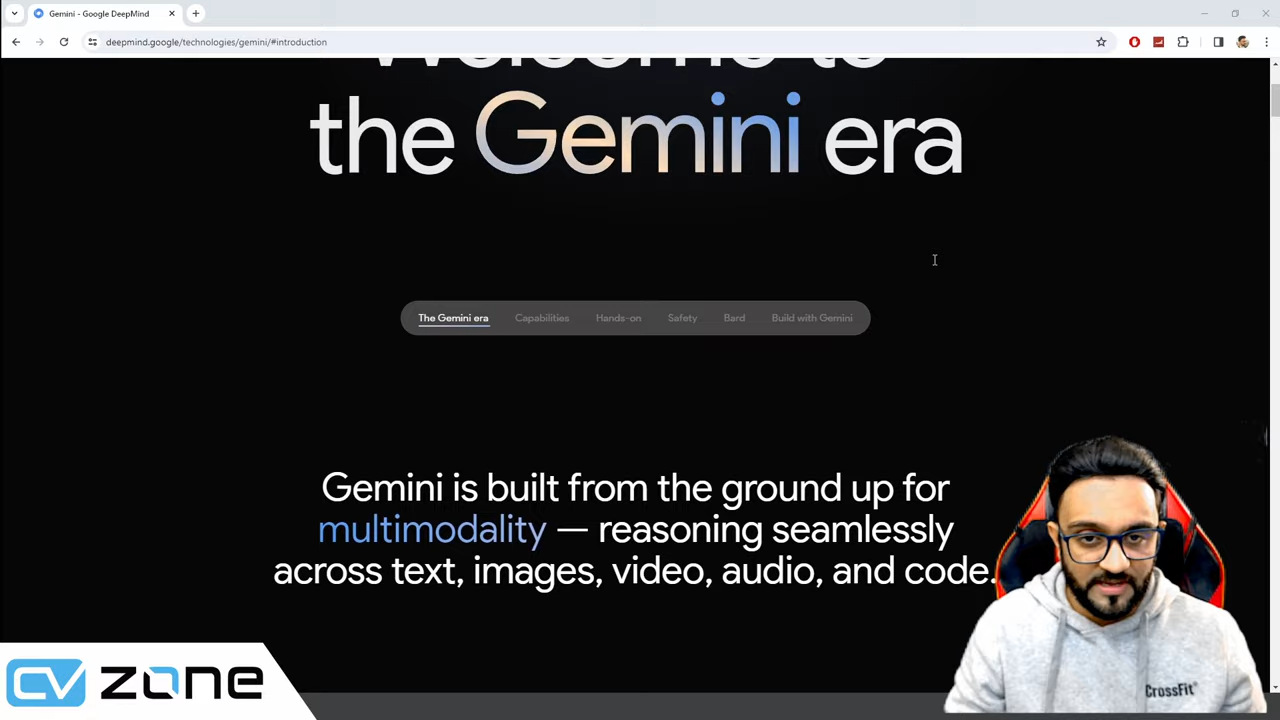 Gemini - Google DeepMind
deepmind.google/technologies/gemini/#introduction
Welcome to
the Gemini era
The Gemini era Capabilities Hands-on Safety Bard Build with Gemini
Gemini is built from the ground up for
multimodality — reasoning seamlessly
across text, images, video, audio, and code.
CrossFit®
CV ZONE